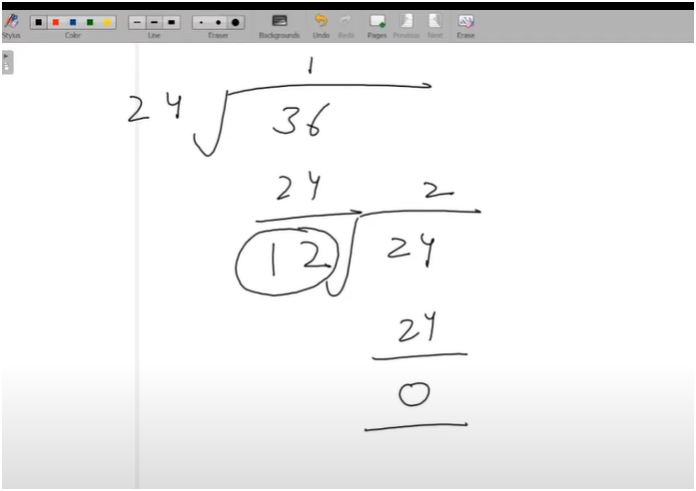 Stylus Color Line Eraser Backgrounds Undo Redo Pages Previous Next Erase
1
24 √ 36
24 2
12 √ 24
24
0